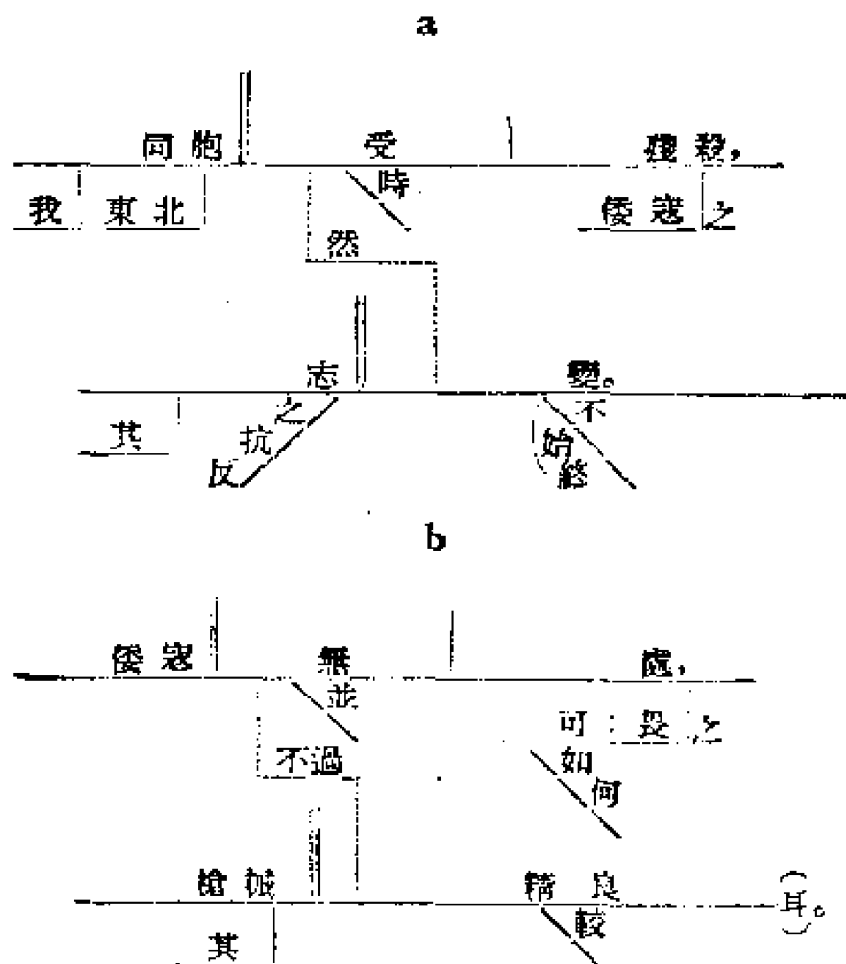 a
同胞 受 殺,
我 東北 時 倭寇 之
然
志 變。
其 之 不
抗 始
反 終
b
倭寇 無 處,
並 可 畏 之
不過 如
何
槍械 精良 (耳。)
其 較